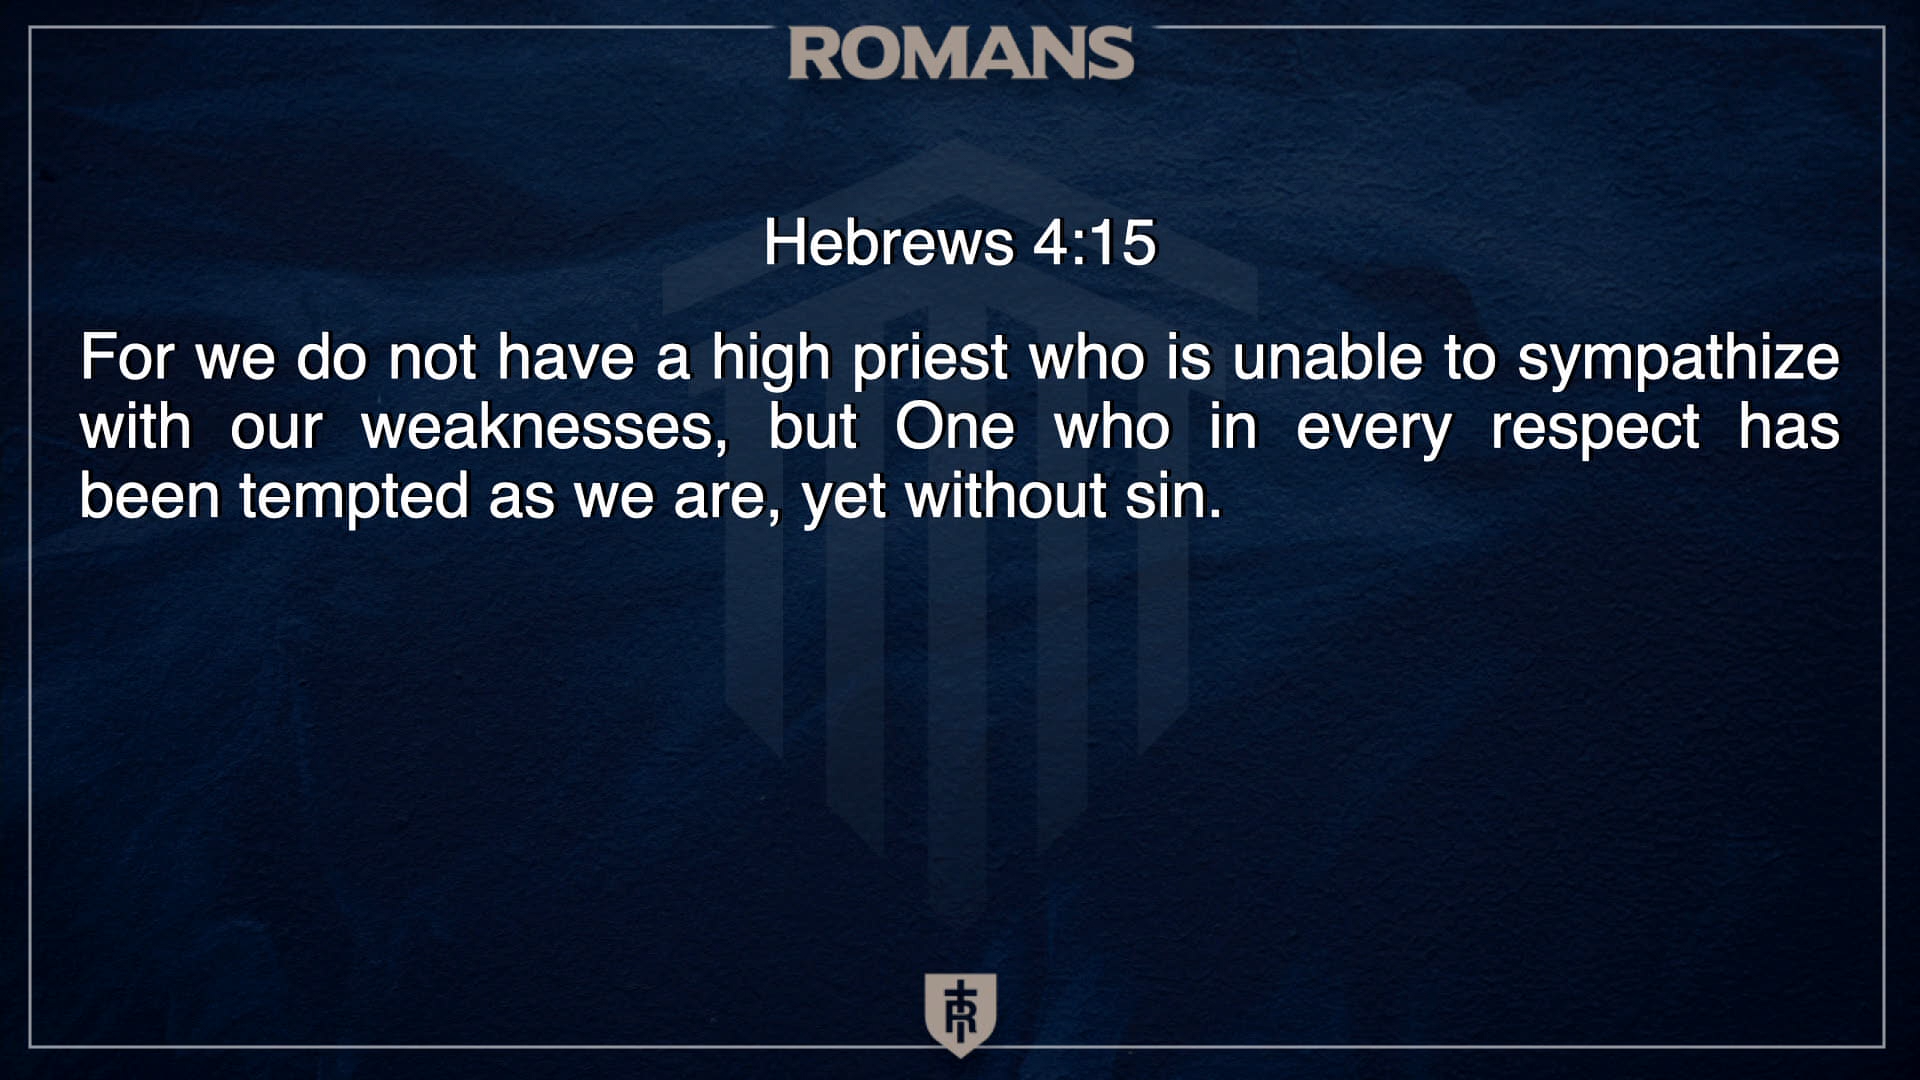 ROMANS
Hebrews 4:15
For we do not have a high priest who is unable to sympathize
with our weaknesses, but One who in every respect has
been tempted as we are, yet without sin.